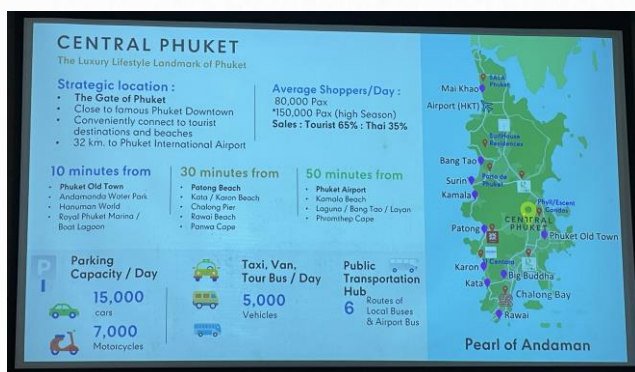 CENTRAL PHUKET
The Luxury Lifestyle Landmark of Phuket
Strategic location :
• The Gate of Phuket
• Close to famous Phuket Downtown
• Conveniently connect to tourist
destinations and beaches
• 32 km. to Phuket International Airport
Average Shoppers/Day :
80,000 Pax
*150,000 Pax (high Season)
Sales : Tourist 65% : Thai 35%
10 minutes from
• Phuket Old Town
• Andamanda Water Park
• Hanuman World
• Royal Phuket Marina /
Boat Lagoon
30 minutes from
• Patong Beach
• Kata / Karon Beach
• Chalong Pier
• Rawai Beach
• Panwa Cape
50 minutes from
• Phuket Airport
• Kamala Beach
• Laguna / Bang Tao / Layan
• Phromthep Cape
P
Parking
Capacity / Day
15,000
cars
7,000
Motorcycles
Taxi, Van,
Tour Bus / Day
5,000
Vehicles
Public
Transportation
Hub
6 Routes of
Local Buses
& Airport Bus
Phuket
Mai Khao
Airport (HKT)
Residences
Bang Tao
Porto de
Phuket
Surin
Kamala
CENTRAL
PHUKET
Patong
Phuket Old Town
Karon
Big Buddha
Kata
Chalong Bay
Rawai
Pearl of Andaman